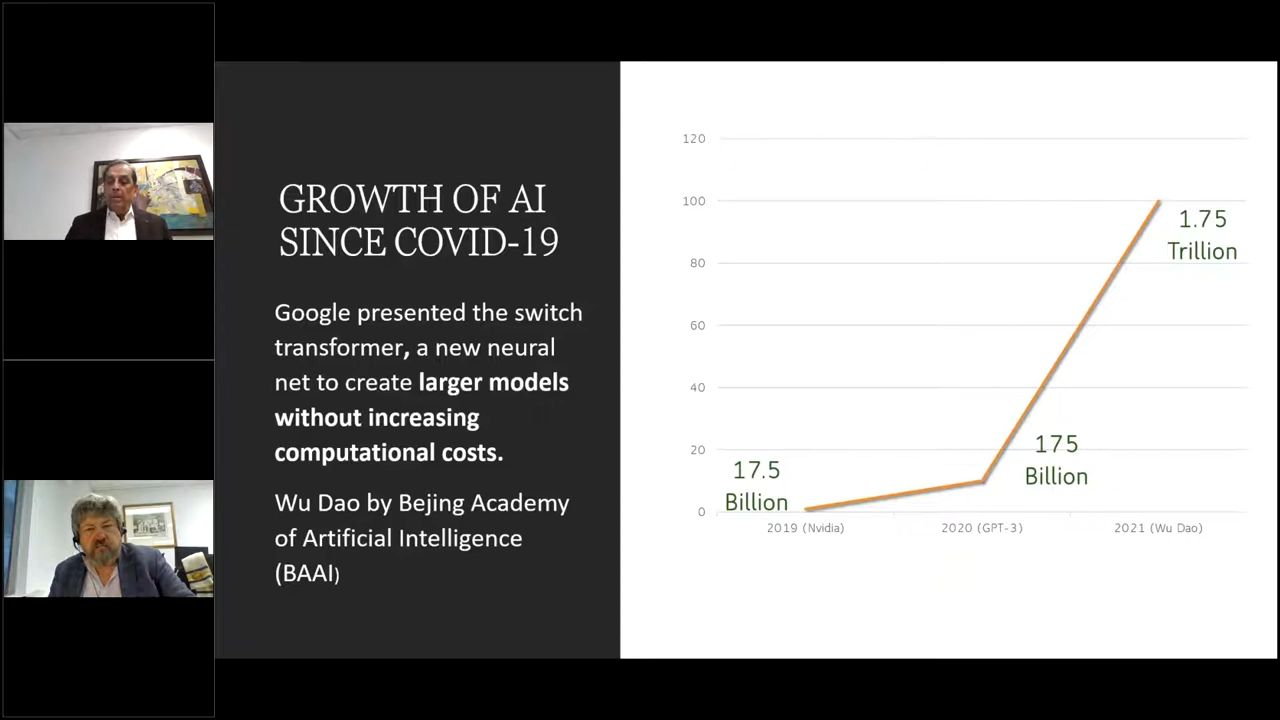 GROWTH OF AI
SINCE COVID-19
Google presented the switch
transformer, a new neural
net to create larger models
without increasing
computational costs.
Wu Dao by Bejing Academy
of Artificial Intelligence
(BAAI)
120
100
80
60
40
20
0
17.5
Billion
175
Billion
1.75
Trillion
2019 (Nvidia)
2020 (GPT-3)
2021 (Wu Dao)